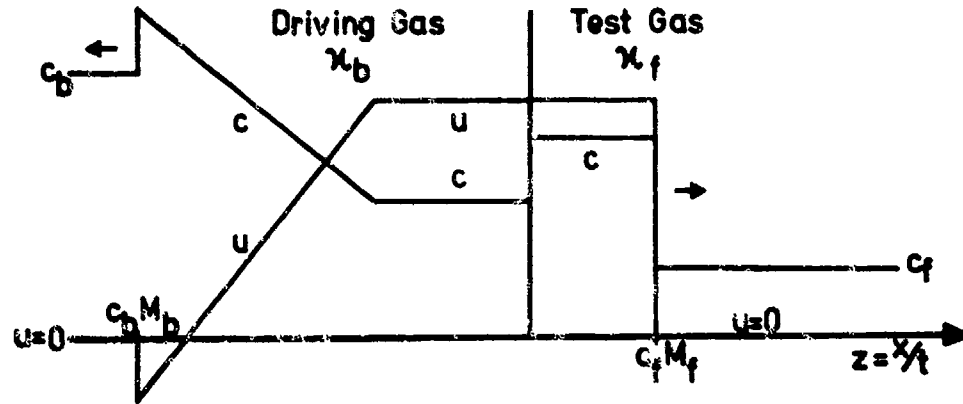 Driving Gas
ϰb
Test Gas
ϰf
cb
c
u
c
u
c
u
cf
cbMb
u=0
u=0
cfMf
z=x/t